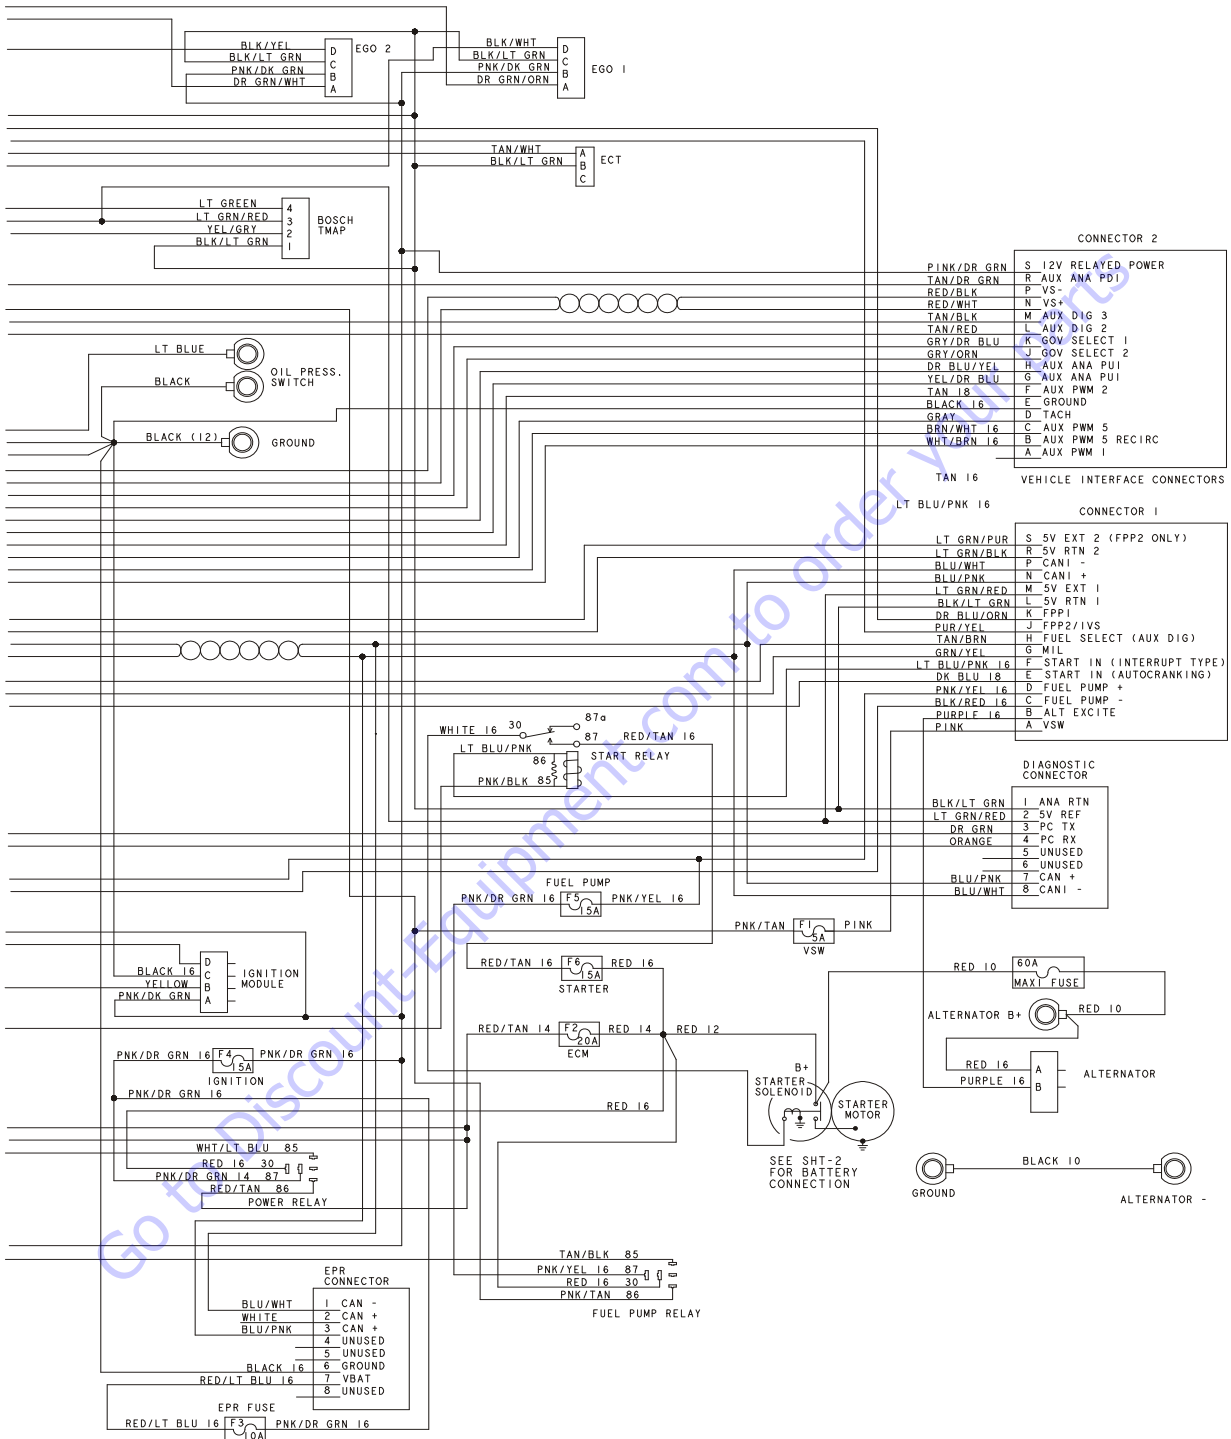 BLK/YEL D EGO 2
BLK/LT GRN C
PNK/DK GRN B
DR GRN/WHT A
BLK/WHT D
BLK/LT GRN C
PNK/DK GRN B EGO 1
DR GRN/ORN A
TAN/WHT A ECT
BLK/LT GRN B
C
LT GREEN 4
LT GRN/RED 3 BOSCH
YEL/GRY 2 TMAP
BLK/LT GRN 1
CONNECTOR 2
PINK/DR GRN S 12V RELAYED POWER
TAN/DR GRN R AUX ANA PD1
RED/BLK P VS-
RED/WHT N VS+
TAN/BLK M AUX DIG 3
TAN/RED L AUX DIG 2
GRY/DR BLU K GOV SELECT 1
GRY/ORN J GOV SELECT 2
DR BLU/YEL H AUX ANA PU1
YEL/DR BLU G AUX ANA PU1
TAN 18 F AUX PWM 2
BLACK 16 E GROUND
GRAY D TACH
BRN/WHT 16 C AUX PWM 5
WHT/BRN 16 B AUX PWM 5 RECIRC
A AUX PWM 1
TAN 16
VEHICLE INTERFACE CONNECTORS
LT BLUE
OIL PRESS.
SWITCH
BLACK
BLACK (12) GROUND
LT BLU/PNK 16
CONNECTOR 1
LT GRN/PUR S 5V EXT 2 (FPP2 ONLY)
LT GRN/BLK R 5V RTN 2
BLU/WHT P CAN1 -
BLU/PNK N CAN1 +
LT GRN/RED M 5V EXT 1
BLK/LT GRN L 5V RTN 1
DR BLU/ORN K FPP1
PUR/YEL J FPP2/IVS
TAN/BRN H FUEL SELECT (AUX DIG)
GRN/YEL G MIL
LT BLU/PNK 16 F START IN (INTERRUPT TYPE)
DK BLU 18 E START IN (AUTOCRANKING)
PNK/YEL 16 D FUEL PUMP +
BLK/RED 16 C FUEL PUMP -
PURPLE 16 B ALT EXCITE
PINK A VSW
87a
WHITE 16 30
87 RED/TAN 16
LT BLU/PNK 86 START RELAY
PNK/BLK 85
DIAGNOSTIC
CONNECTOR
BLK/LT GRN 1 ANA RTN
LT GRN/RED 2 5V REF
DR GRN 3 PC TX
ORANGE 4 PC RX
5 UNUSED
6 UNUSED
BLU/PNK 7 CAN +
BLU/WHT 8 CAN1 -
FUEL PUMP
PNK/DR GRN 16 F5 15A PNK/YEL 16
PNK/TAN F1 5A PINK
VSW
RED/TAN 16 F6 15A RED 16
STARTER
RED/TAN 14 F2 20A RED 14 RED 12
ECM
D
BLACK 16 C IGNITION
YELLOW B MODULE
PNK/DK GRN A
RED 10 60A MAXI FUSE
ALTERNATOR B+ RED 10
RED 16 A ALTERNATOR
PURPLE 16 B
PNK/DR GRN 16 F4 15A PNK/DR GRN 16
IGNITION
PNK/DR GRN 16
RED 16
B+
STARTER
SOLENOID
STARTER
MOTOR
SEE SHT-2
FOR BATTERY
CONNECTION
WHT/LT BLU 85
RED 16 30
PNK/DR GRN 14 87
RED/TAN 86
POWER RELAY
BLACK 10
GROUND
ALTERNATOR -
TAN/BLK 85
PNK/YEL 16 87
RED 16 30
PNK/TAN 86
FUEL PUMP RELAY
EPR
CONNECTOR
BLU/WHT 1 CAN -
WHITE 2 CAN +
BLU/PNK 3 CAN +
4 UNUSED
5 UNUSED
BLACK 16 6 GROUND
RED/LT BLU 16 7 VBAT
8 UNUSED
EPR FUSE
RED/LT BLU 16 F3 10A PNK/DR GRN 16
Go to Discount-Equipment.com to order your parts